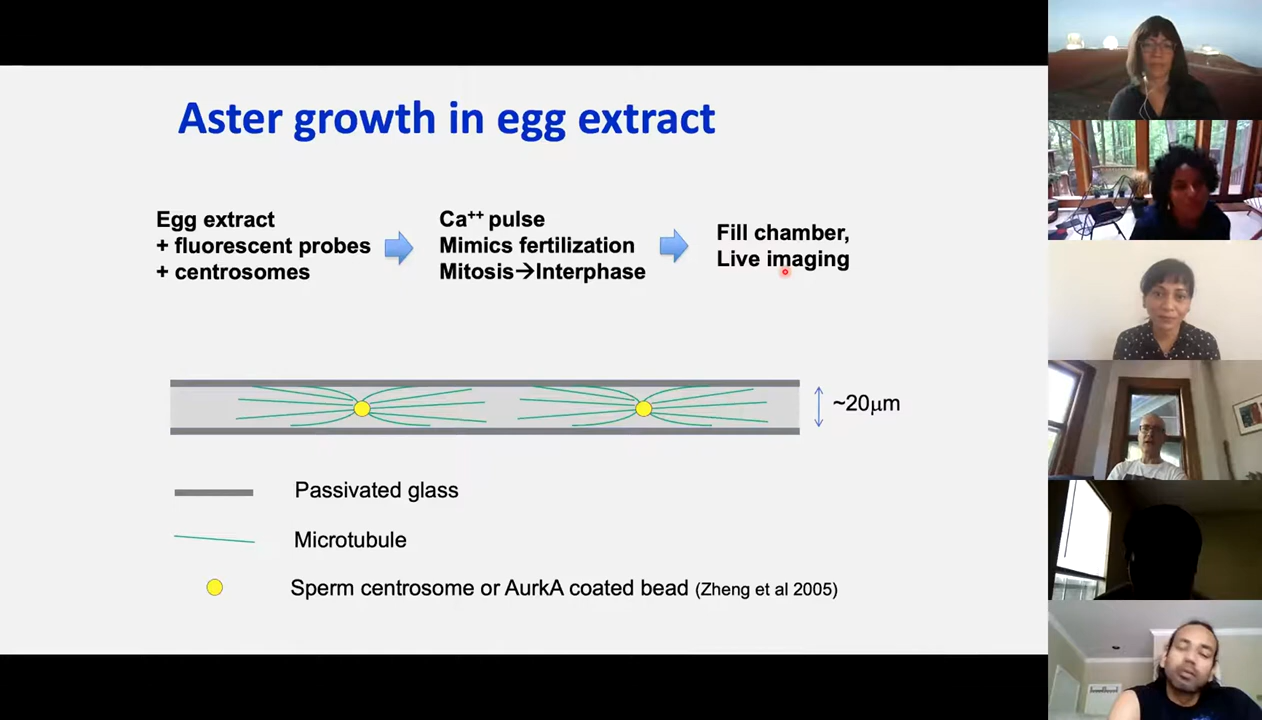 Aster growth in egg extract
Egg extract
+ fluorescent probes
+ centrosomes
Ca⁺⁺ pulse
Mimics fertilization
Mitosis→Interphase
Fill chamber,
Live imaging
~20μm
Passivated glass
Microtubule
Sperm centrosome or AurkA coated bead (Zheng et al 2005)